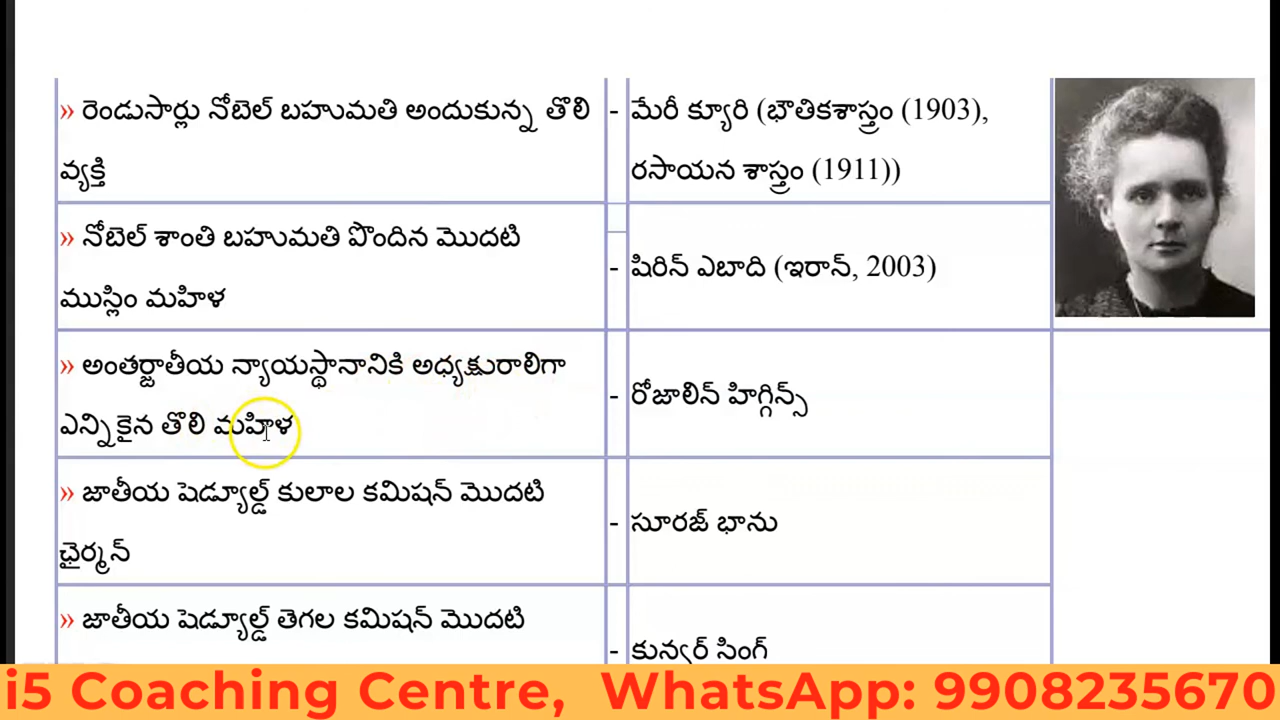 » రెండుసార్లు నోబెల్ బహుమతి అందుకున్న తొలి
వ్యక్తి
- మేరీ క్యూరి (భౌతికశాస్త్రం (1903),
రసాయన శాస్త్రం (1911))
» నోబెల్ శాంతి బహుమతి పొందిన మొదటి
ముస్లిం మహిళ
- షిరిన్ ఎబాది (ఇరాన్, 2003)
» అంతర్జాతీయ న్యాయస్థానానికి అధ్యక్షురాలిగా
ఎన్నికైన తొలి మహిళ
- రోజాలిన్ హిగ్గిన్స్
» జాతీయ షెడ్యూల్డ్ కులాల కమిషన్ మొదటి
ఛైర్మన్
- సూరజ్ భాను
» జాతీయ షెడ్యూల్డ్ తెగల కమిషన్ మొదటి
- కున్వర్ సింగ్
i5 Coaching Centre, WhatsApp: 9908235670